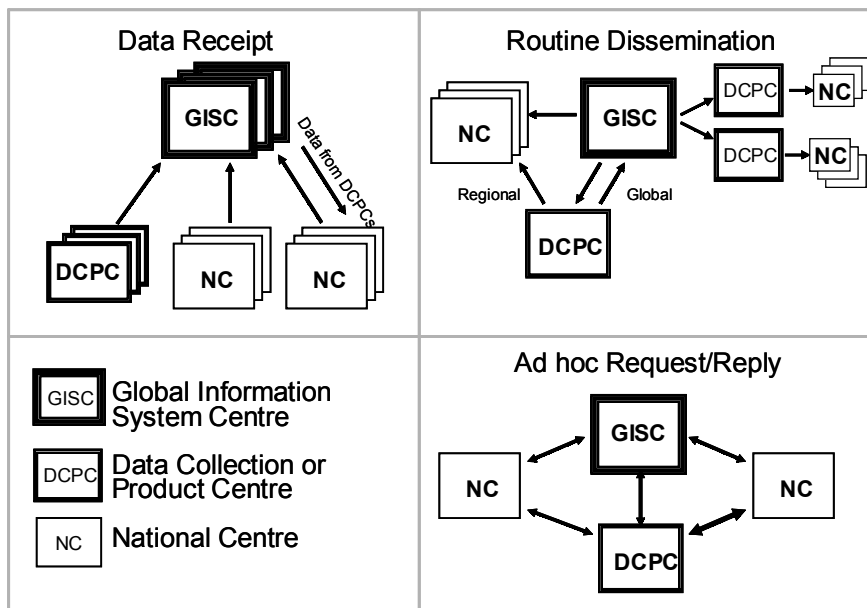 Data Receipt
GISC
Data from DCPCs
DCPC
NC
NC
Routine Dissemination
NC
GISC
DCPC
NC
DCPC
NC
Regional
Global
DCPC
GISC
Global Information
System Centre
DCPC
Data Collection or
Product Centre
NC
National Centre
Ad hoc Request/Reply
GISC
NC
NC
DCPC